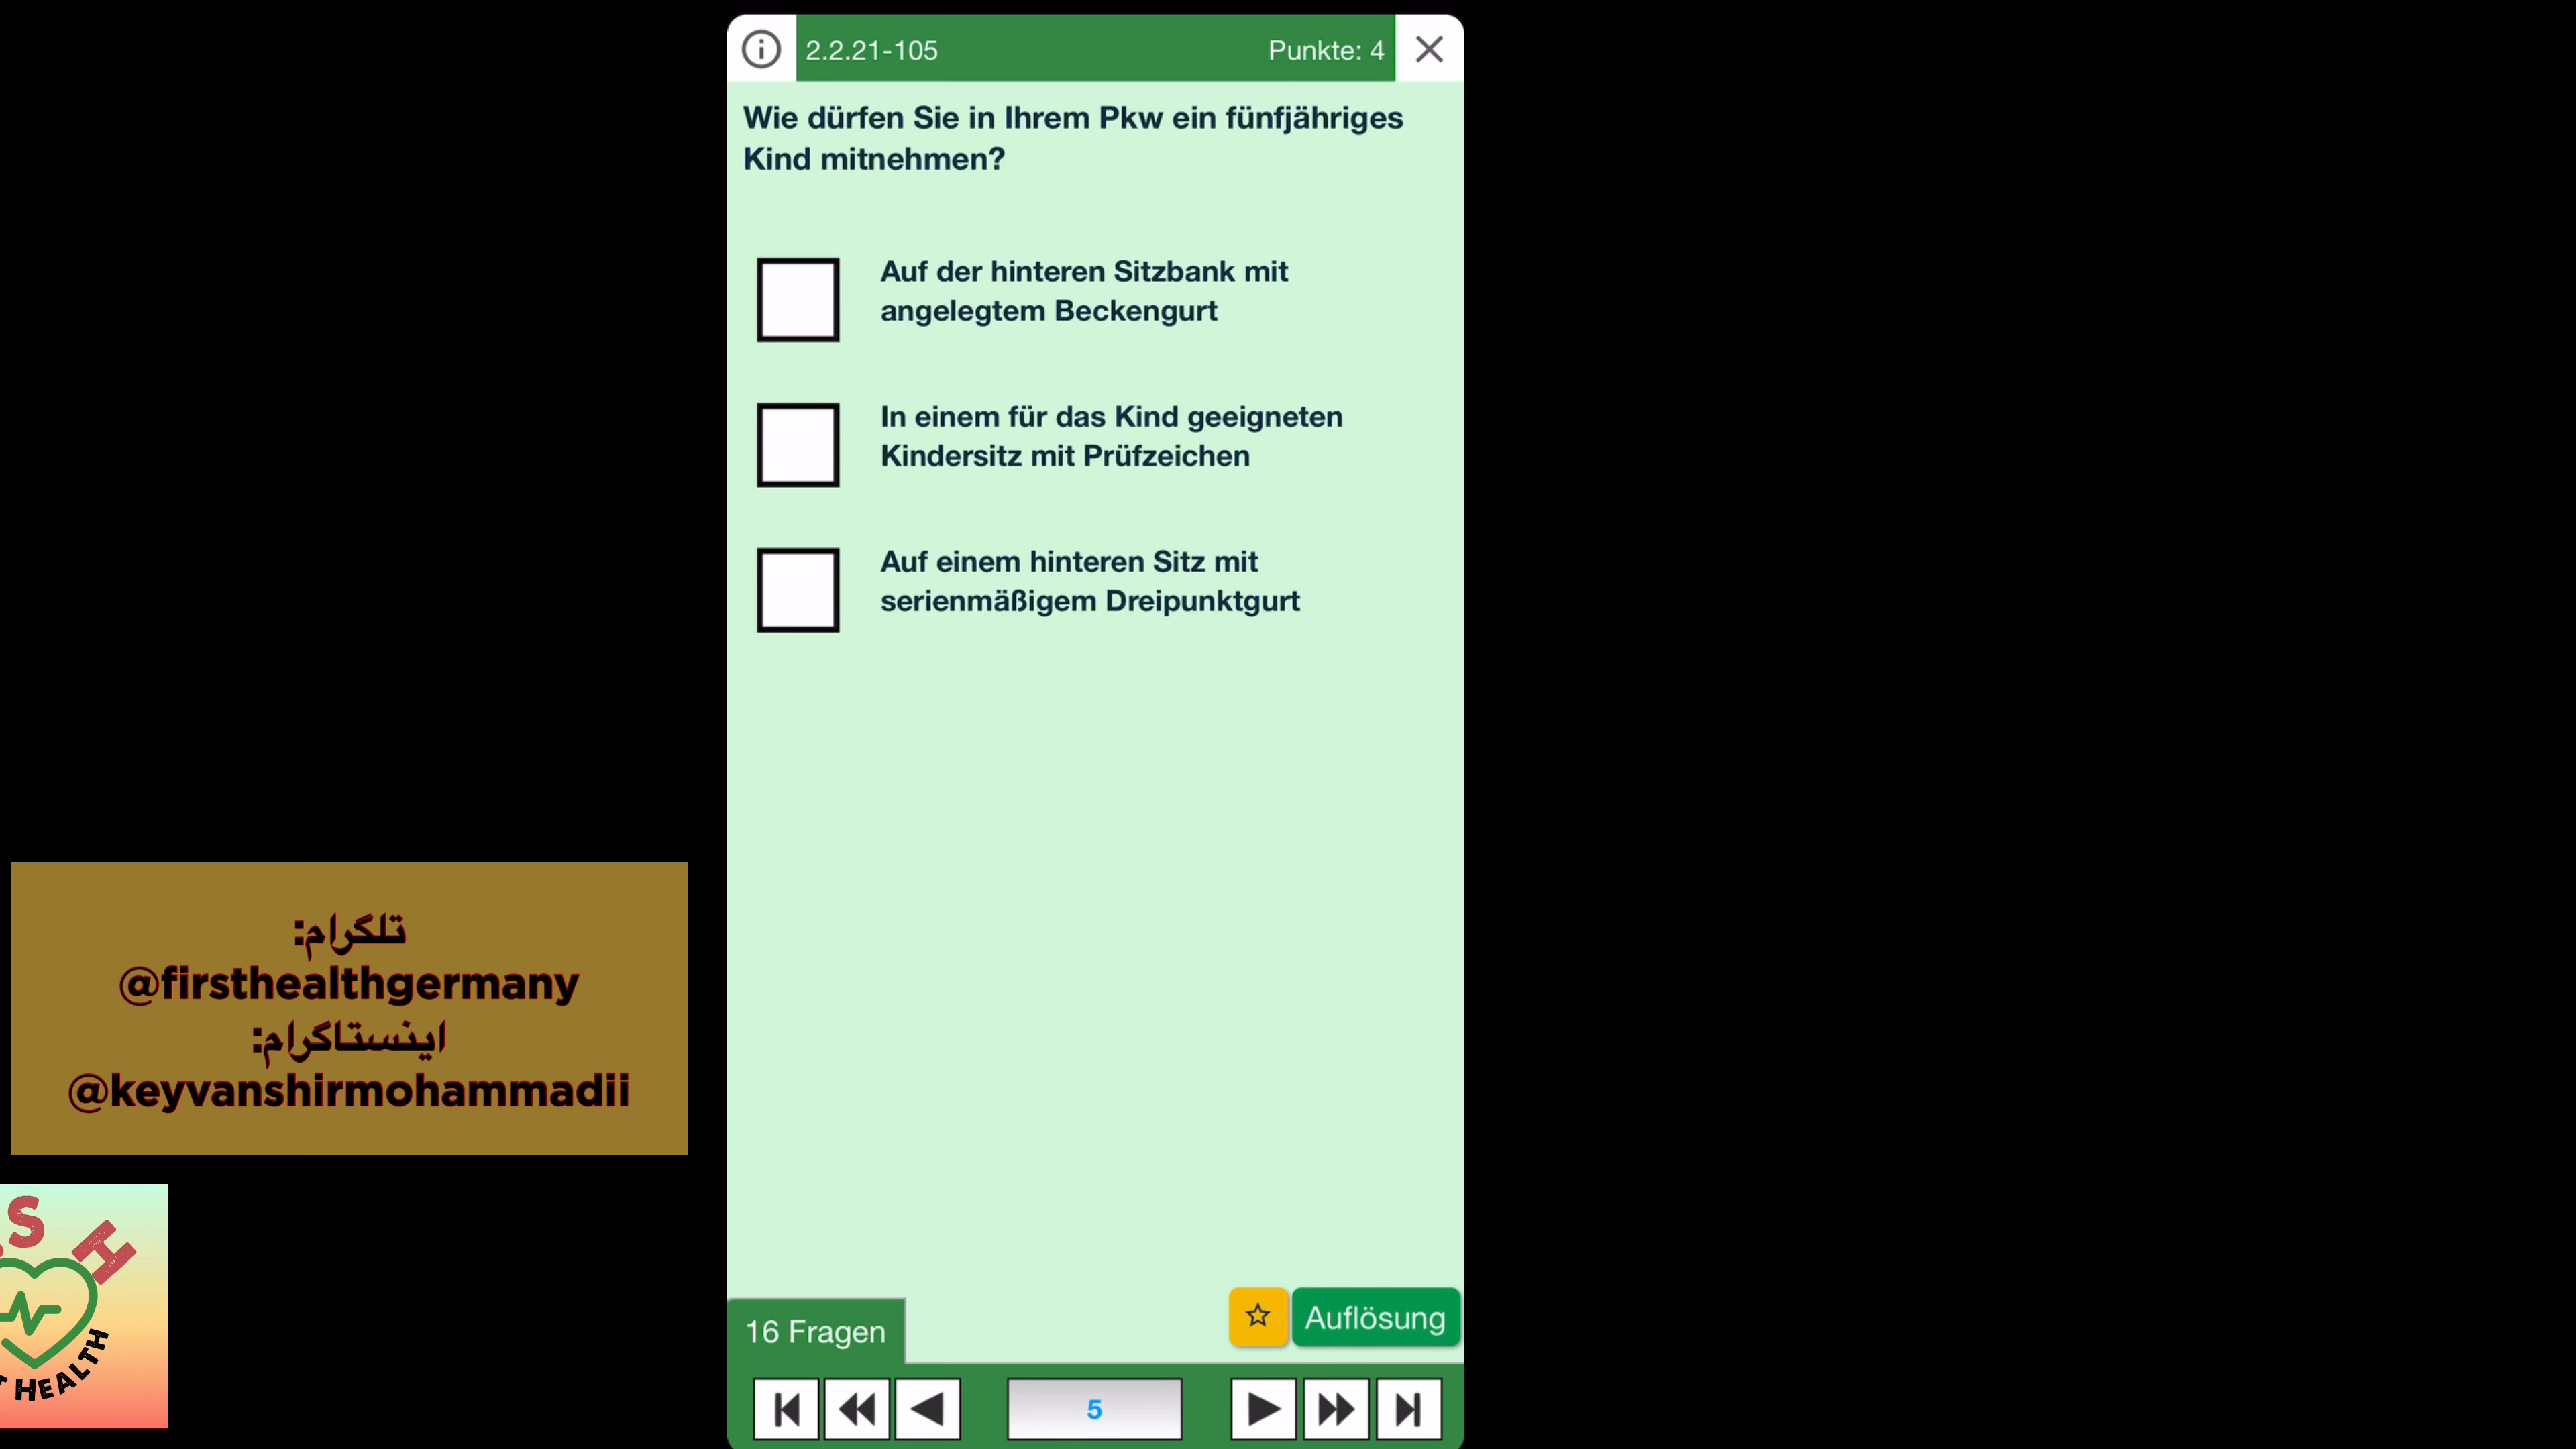 2.2.21-105
Punkte: 4
Wie dürfen Sie in Ihrem Pkw ein fünfjähriges
Kind mitnehmen?
Auf der hinteren Sitzbank mit
angelegtem Beckengurt
In einem für das Kind geeigneten
Kindersitz mit Prüfzeichen
Auf einem hinteren Sitz mit
serienmäßigem Dreipunktgurt
16 Fragen
Auflösung
5
تلگرام:
@firsthealthgermany
اینستاگرام:
@keyvanshirmohammadii
S H
HEALTH